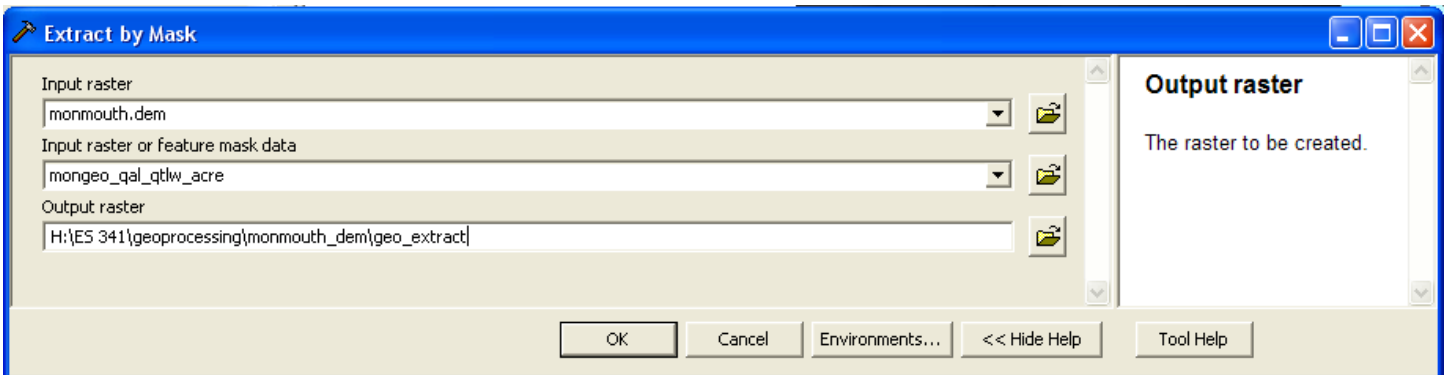 Extract by Mask
Input raster
monmouth.dem
Input raster or feature mask data
mongeo_qal_qtlw_acre
Output raster
H:\ES 341\geoprocessing\monmouth_dem\geo_extract
Output raster
The raster to be created.
OK Cancel Environments... << Hide Help Tool Help